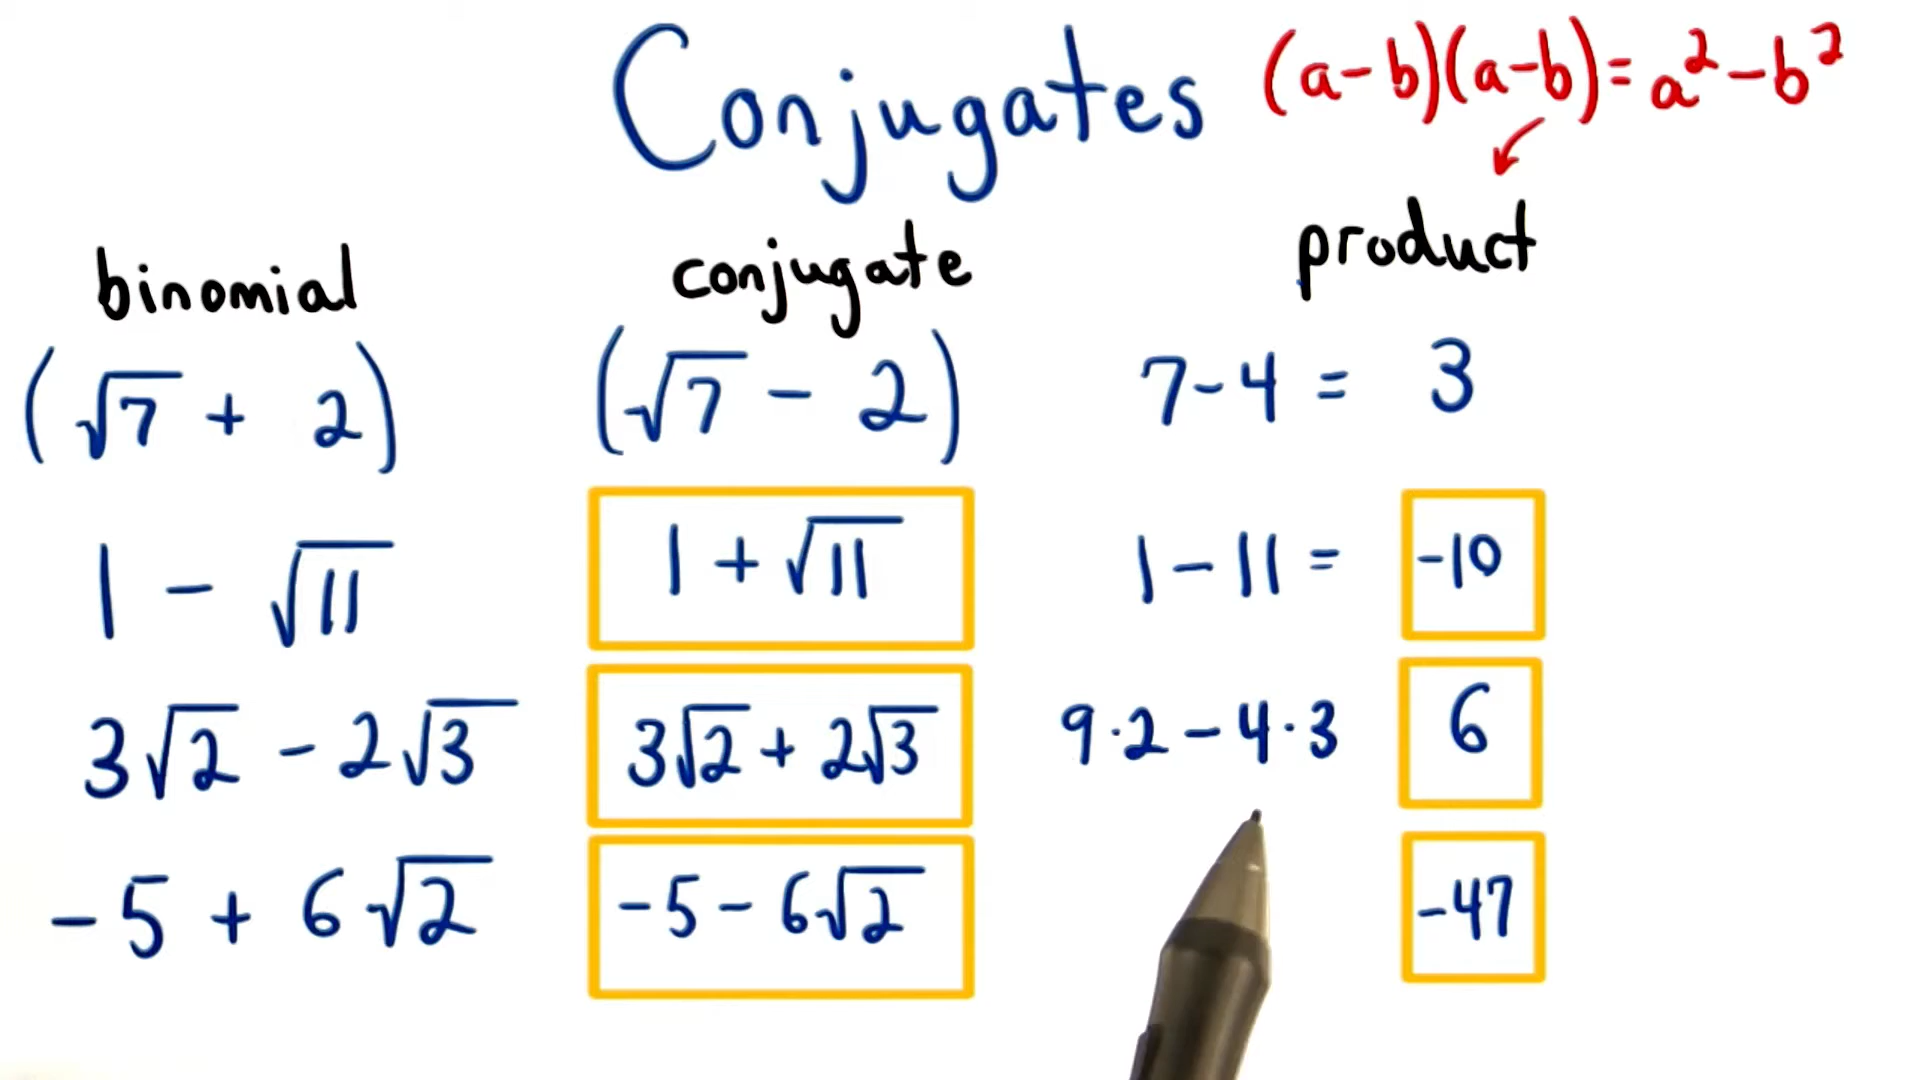 Conjugates (a-b)(a-b)=a²-b²
binomial conjugate product
(√7 + 2) (√7 - 2) 7-4 = 3
1 - √11 1 + √11 1-11 = -10
3√2 - 2√3 3√2 + 2√3 9·2-4·3 6
-5 + 6√2 -5 - 6√2 -47